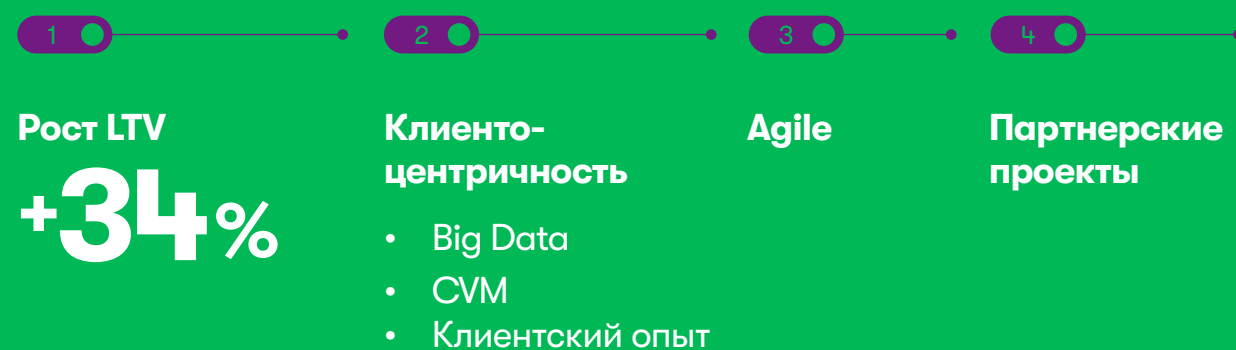 1
2
3
4
Рост LTV
+34%
Клиенто-
центричность
• Big Data
• CVM
• Клиентский опыт
Agile
Партнерские
проекты